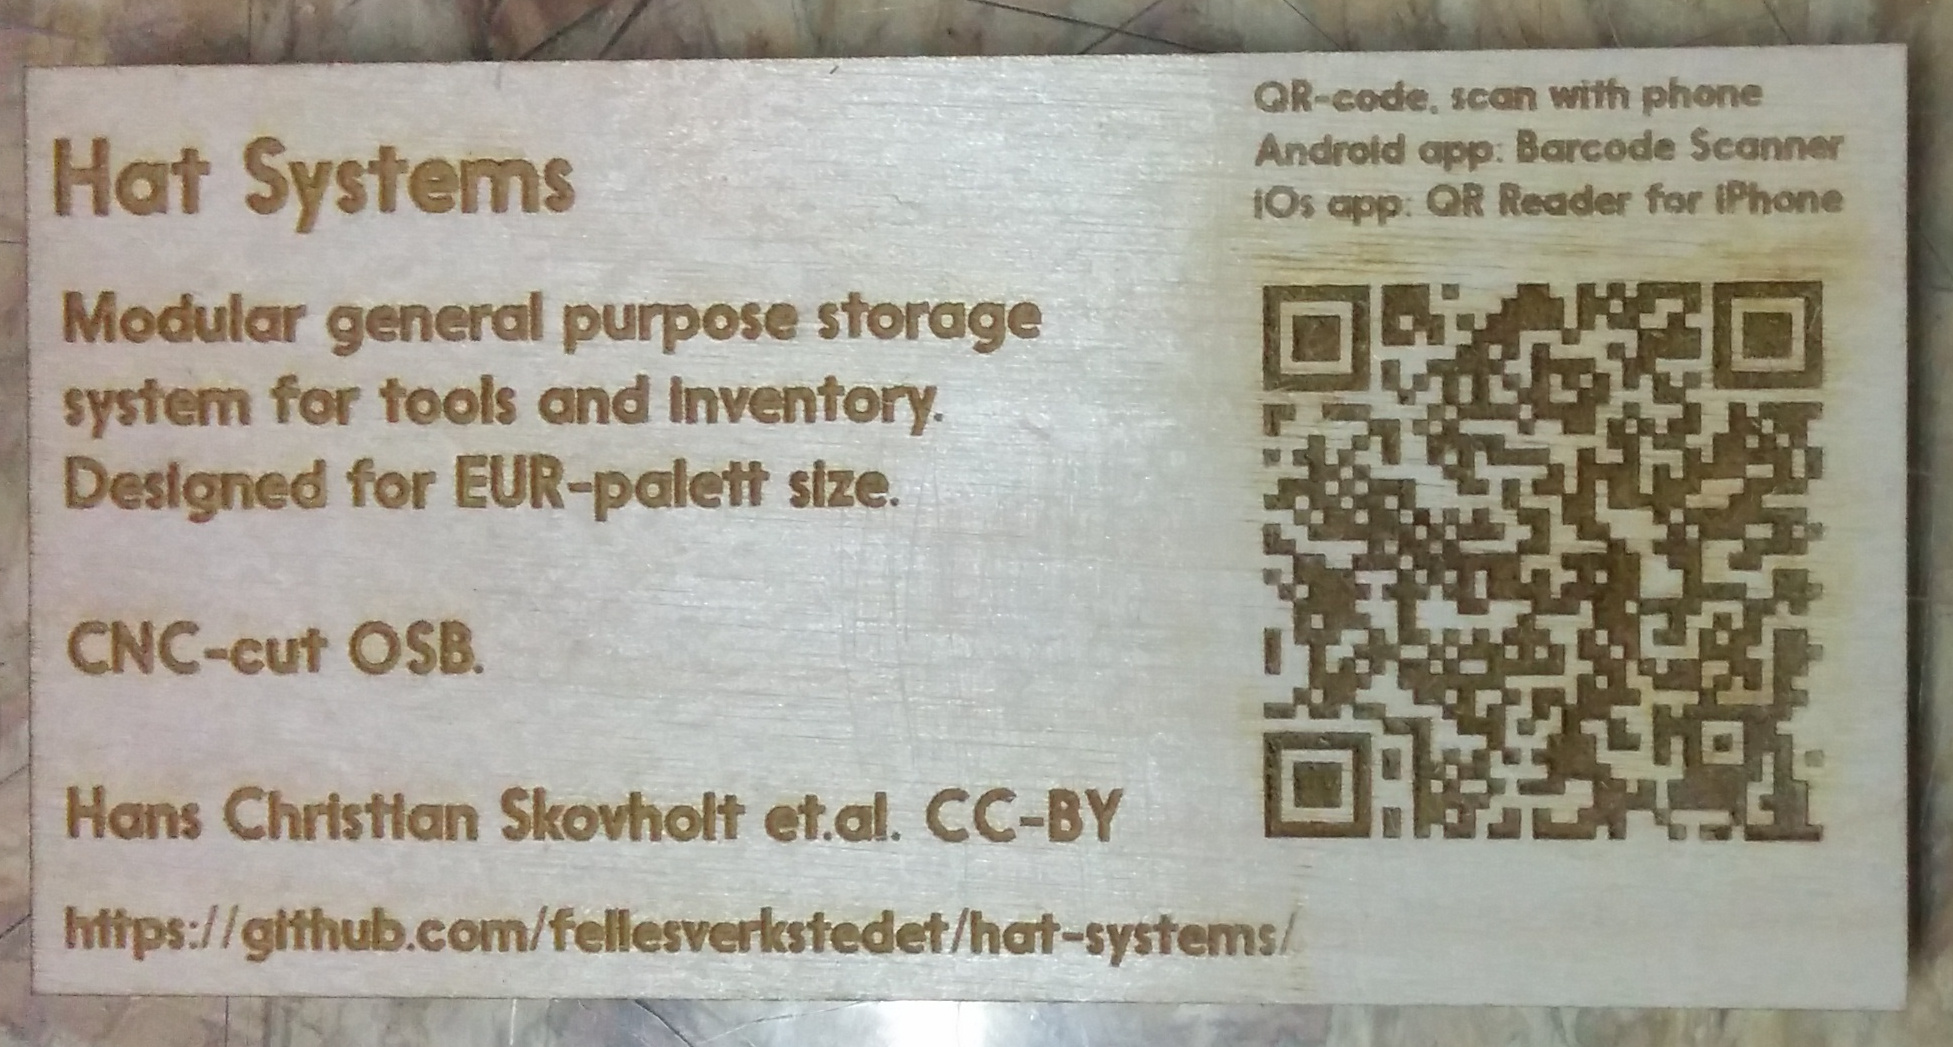 Hat Systems
Modular general purpose storage
system for tools and inventory.
Designed for EUR-palett size.
CNC-cut OSB.
Hans Christian Skovholt et.al. CC-BY
https://github.com/fellesverkstedet/hat-systems/
QR-code, scan with phone
Android app: Barcode Scanner
iOs app: QR Reader for iPhone